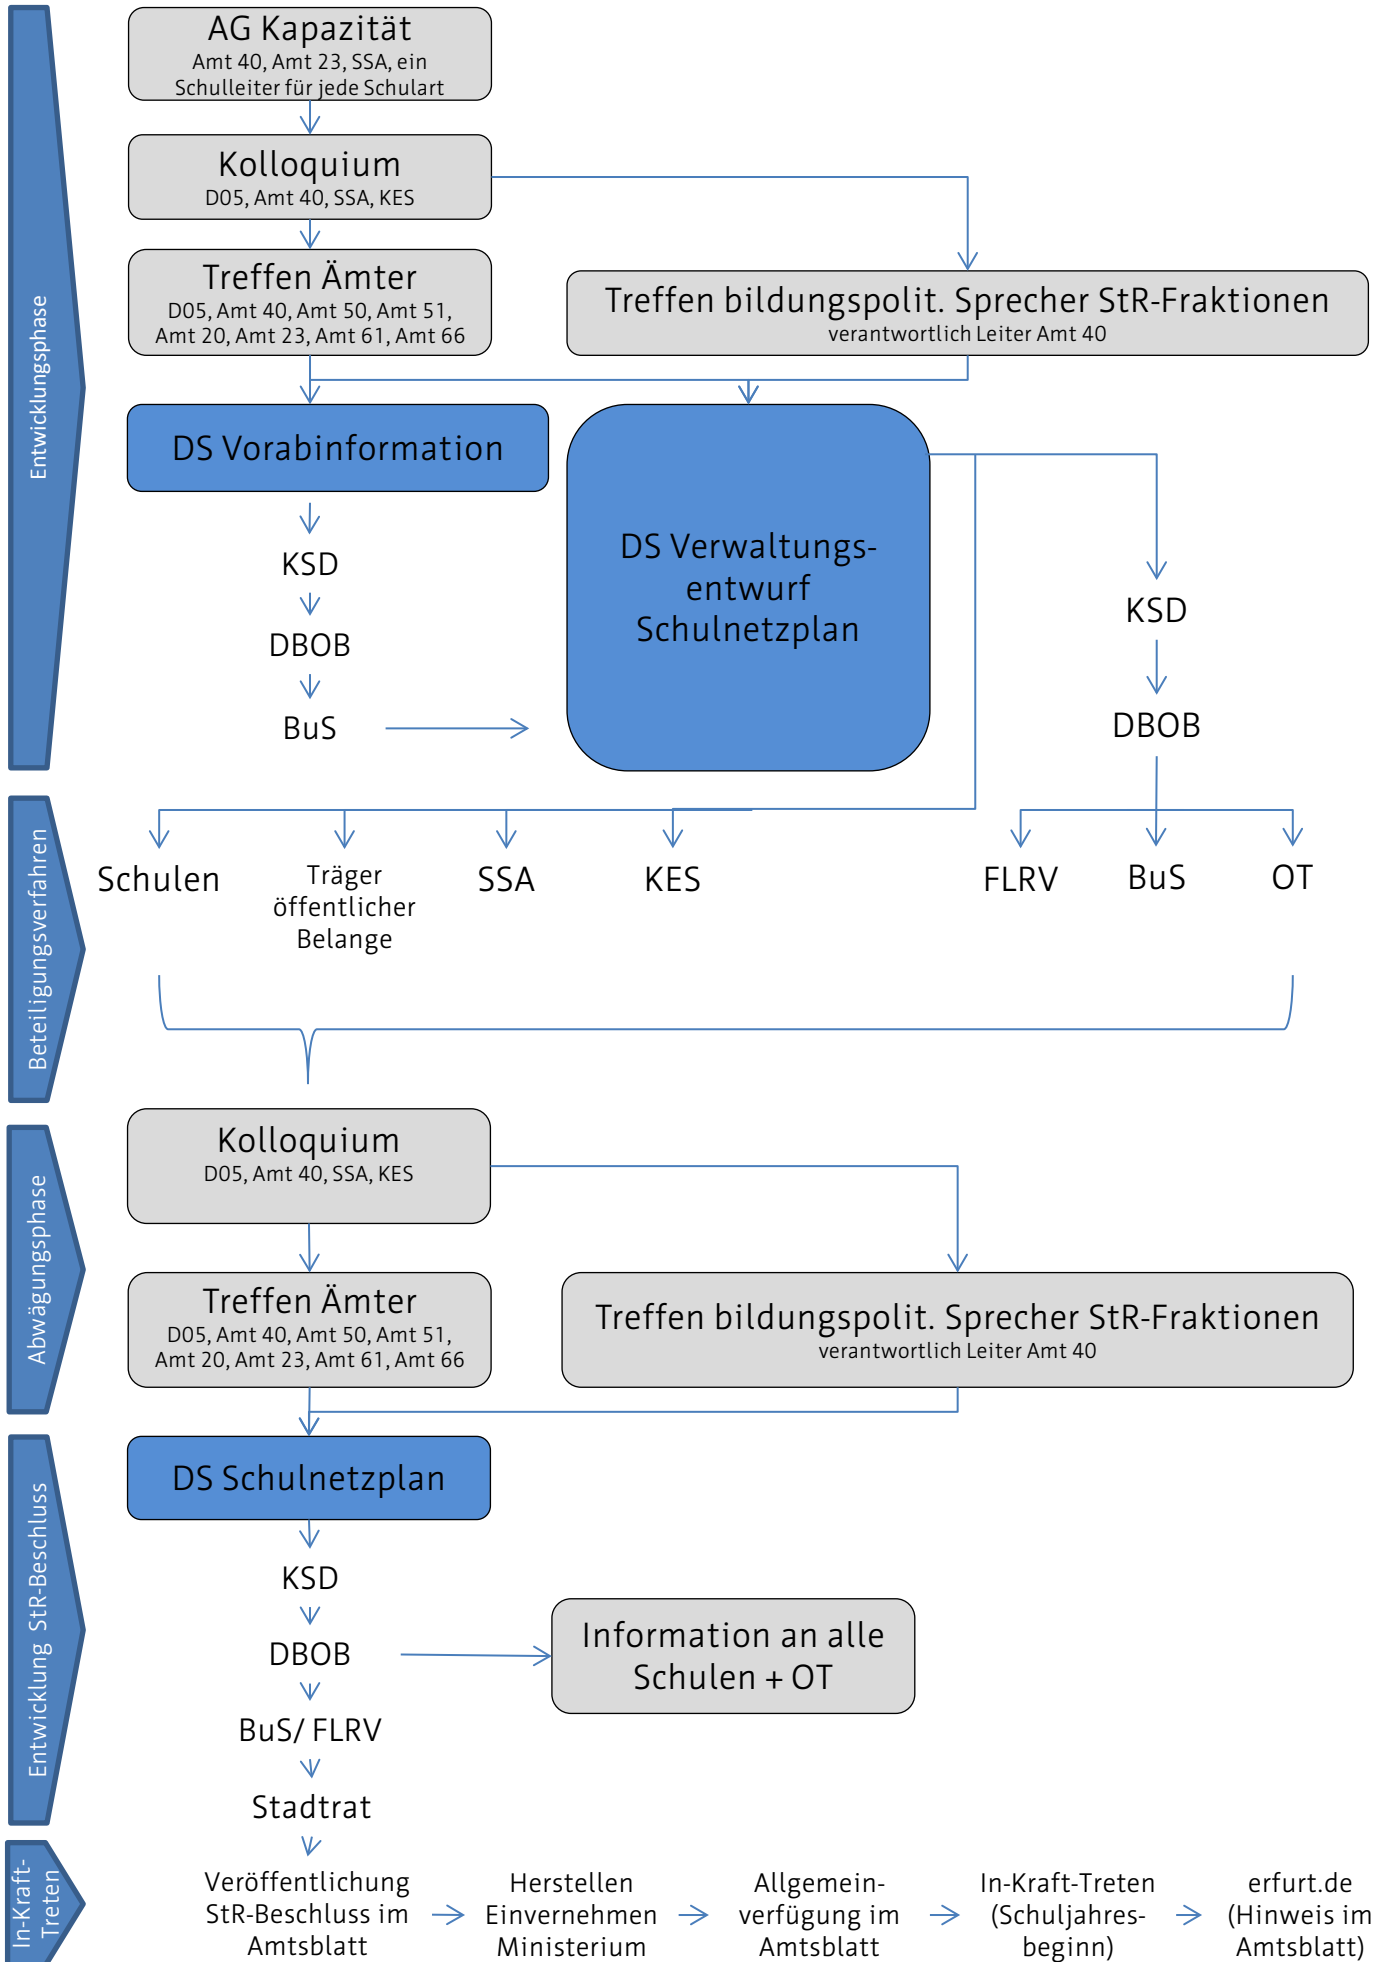 Entwicklungsphase
AG Kapazität
Amt 40, Amt 23, SSA, ein
Schulleiter für jede Schulart
Kolloquium
D05, Amt 40, SSA, KES
Treffen Ämter
D05, Amt 40, Amt 50, Amt 51,
Amt 20, Amt 23, Amt 61, Amt 66
Treffen bildungspolit. Sprecher StR-Fraktionen
verantwortlich Leiter Amt 40
DS Vorabinformation
KSD
DBOB
BuS
DS Verwaltungs-
entwurf
Schulnetzplan
KSD
DBOB
Beteiligungsverfahren
Schulen
Träger
öffentlicher
Belange
SSA
KES
FLRV
BuS
OT
Abwägungsphase
Kolloquium
D05, Amt 40, SSA, KES
Treffen Ämter
D05, Amt 40, Amt 50, Amt 51,
Amt 20, Amt 23, Amt 61, Amt 66
Treffen bildungspolit. Sprecher StR-Fraktionen
verantwortlich Leiter Amt 40
Entwicklung StR-Beschluss
DS Schulnetzplan
KSD
DBOB
Information an alle
Schulen + OT
BuS/ FLRV
Stadtrat
In-Kraft-
Treten
Veröffentlichung
StR-Beschluss im
Amtsblatt
Herstellen
Einvernehmen
Ministerium
Allgemein-
verfügung im
Amtsblatt
In-Kraft-Treten
(Schuljahres-
beginn)
erfurt.de
(Hinweis im
Amtsblatt)